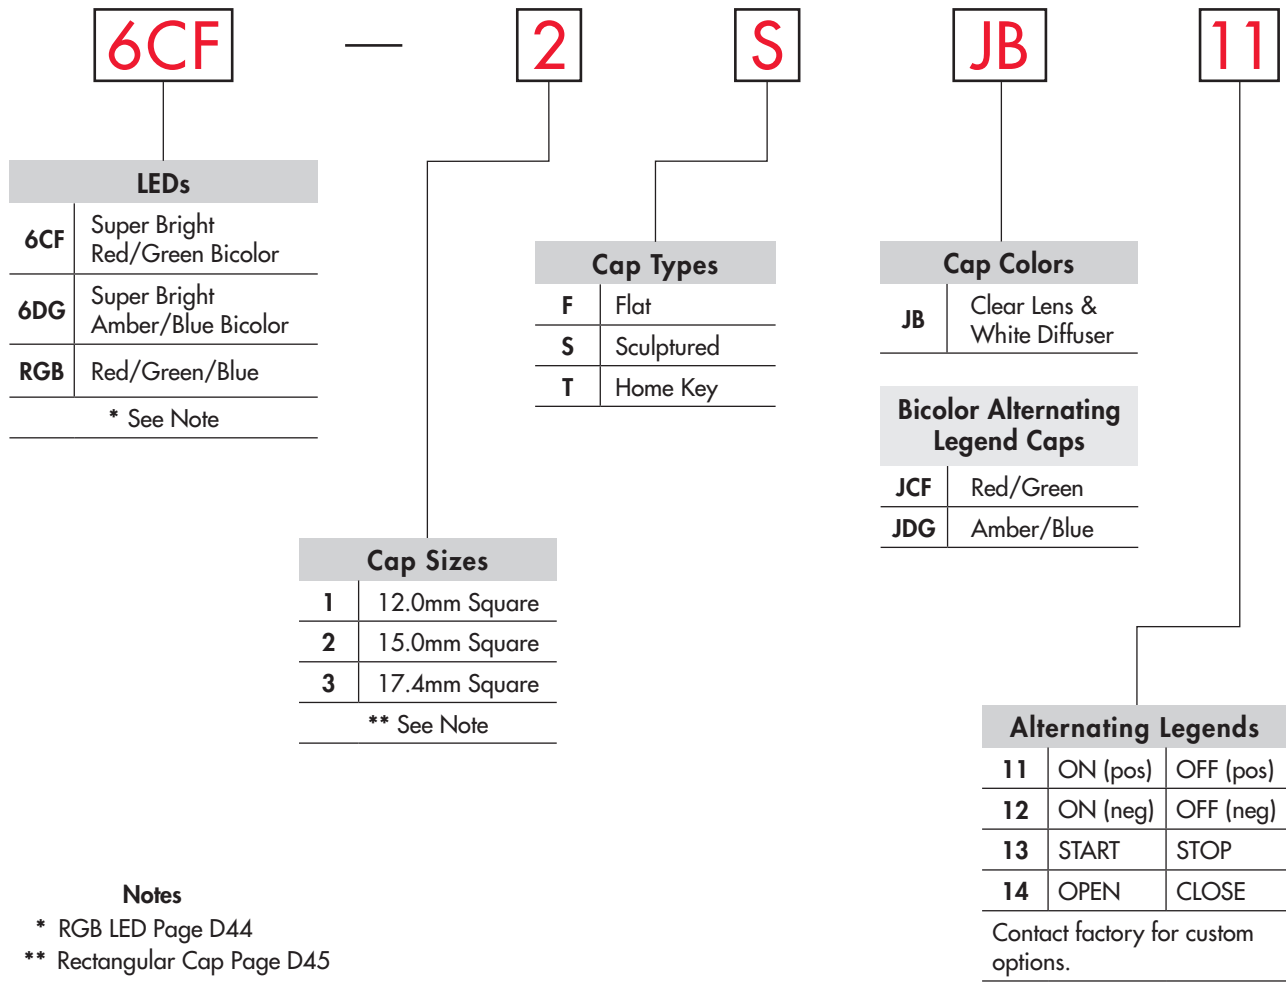 6CF — 2 S JB 11
LEDs
6CF Super Bright
Red/Green Bicolor
6DG Super Bright
Amber/Blue Bicolor
RGB Red/Green/Blue
* See Note
Cap Sizes
1 12.0mm Square
2 15.0mm Square
3 17.4mm Square
** See Note
Cap Types
F Flat
S Sculptured
T Home Key
Cap Colors
JB Clear Lens &
White Diffuser
Bicolor Alternating
Legend Caps
JCF Red/Green
JDG Amber/Blue
Alternating Legends
11 ON (pos) OFF (pos)
12 ON (neg) OFF (neg)
13 START STOP
14 OPEN CLOSE
Contact factory for custom
options.
Notes
* RGB LED Page D44
** Rectangular Cap Page D45